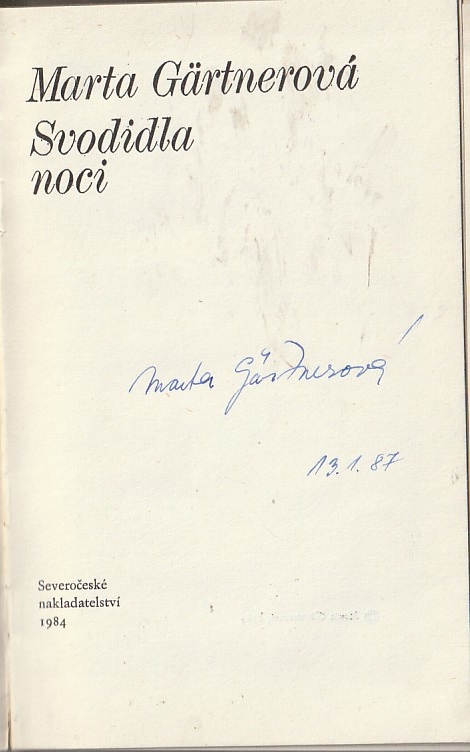 Marta Gärtnerová
Svodidla
noci
Marta Gärtnerová
13.1.87
Severočeské
nakladatelství
1984